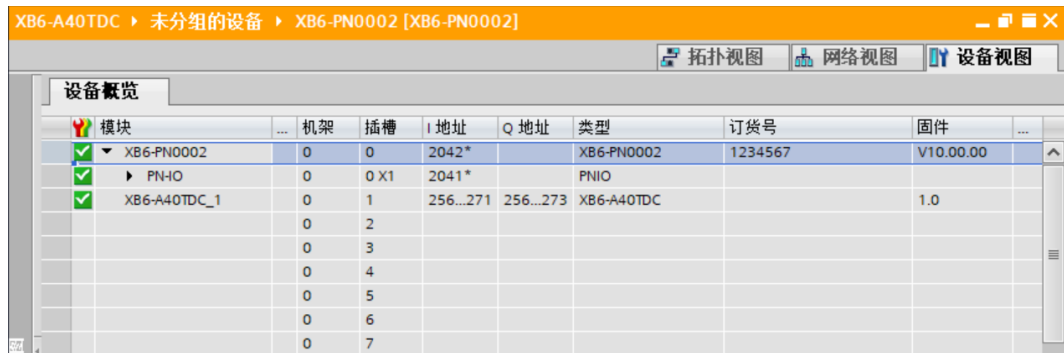 XB6-A40TDC ▸ 未分组的设备 ▸ XB6-PN0002 [XB6-PN0002]
拓扑视图 网络视图 设备视图
设备概览
模块 ... 机架 插槽 I 地址 Q 地址 类型 订货号 固件 ...
XB6-PN0002 0 0 2042* XB6-PN0002 1234567 V10.00.00
PN-IO 0 0 X1 2041* PNIO
XB6-A40TDC_1 0 1 256...271 256...273 XB6-A40TDC 1.0
0 2
0 3
0 4
0 5
0 6
0 7